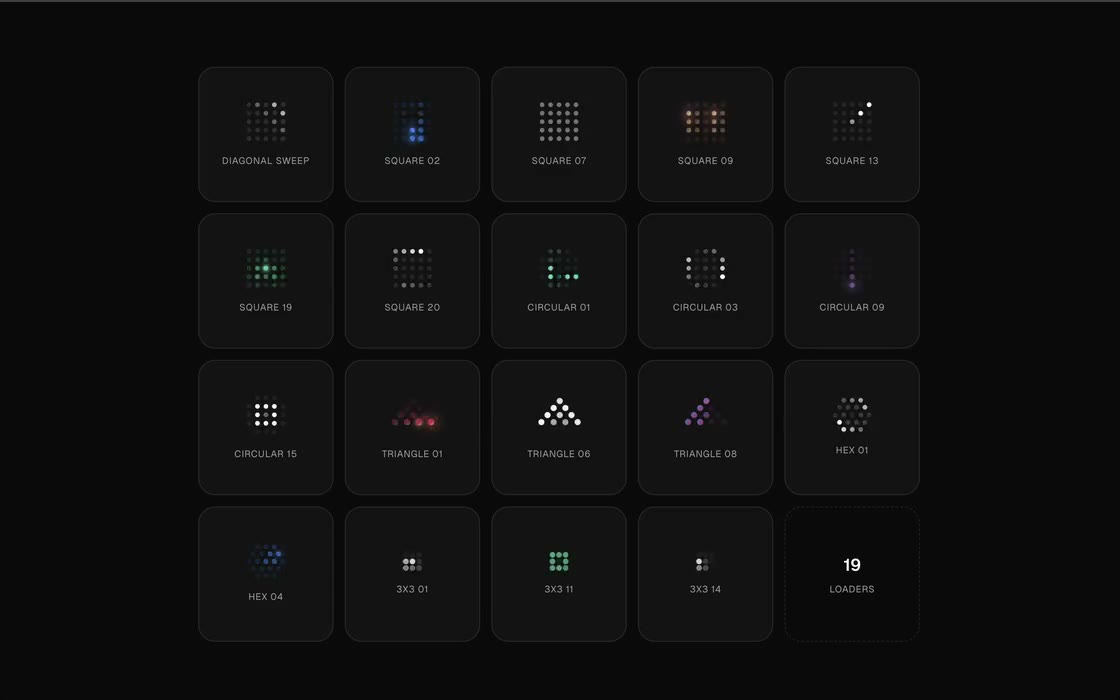 DIAGONAL SWEEP
SQUARE 02
SQUARE 07
SQUARE 09
SQUARE 13
SQUARE 19
SQUARE 20
CIRCULAR 01
CIRCULAR 03
CIRCULAR 09
CIRCULAR 15
TRIANGLE 01
TRIANGLE 06
TRIANGLE 08
HEX 01
HEX 04
3X3 01
3X3 11
3X3 14
19
LOADERS